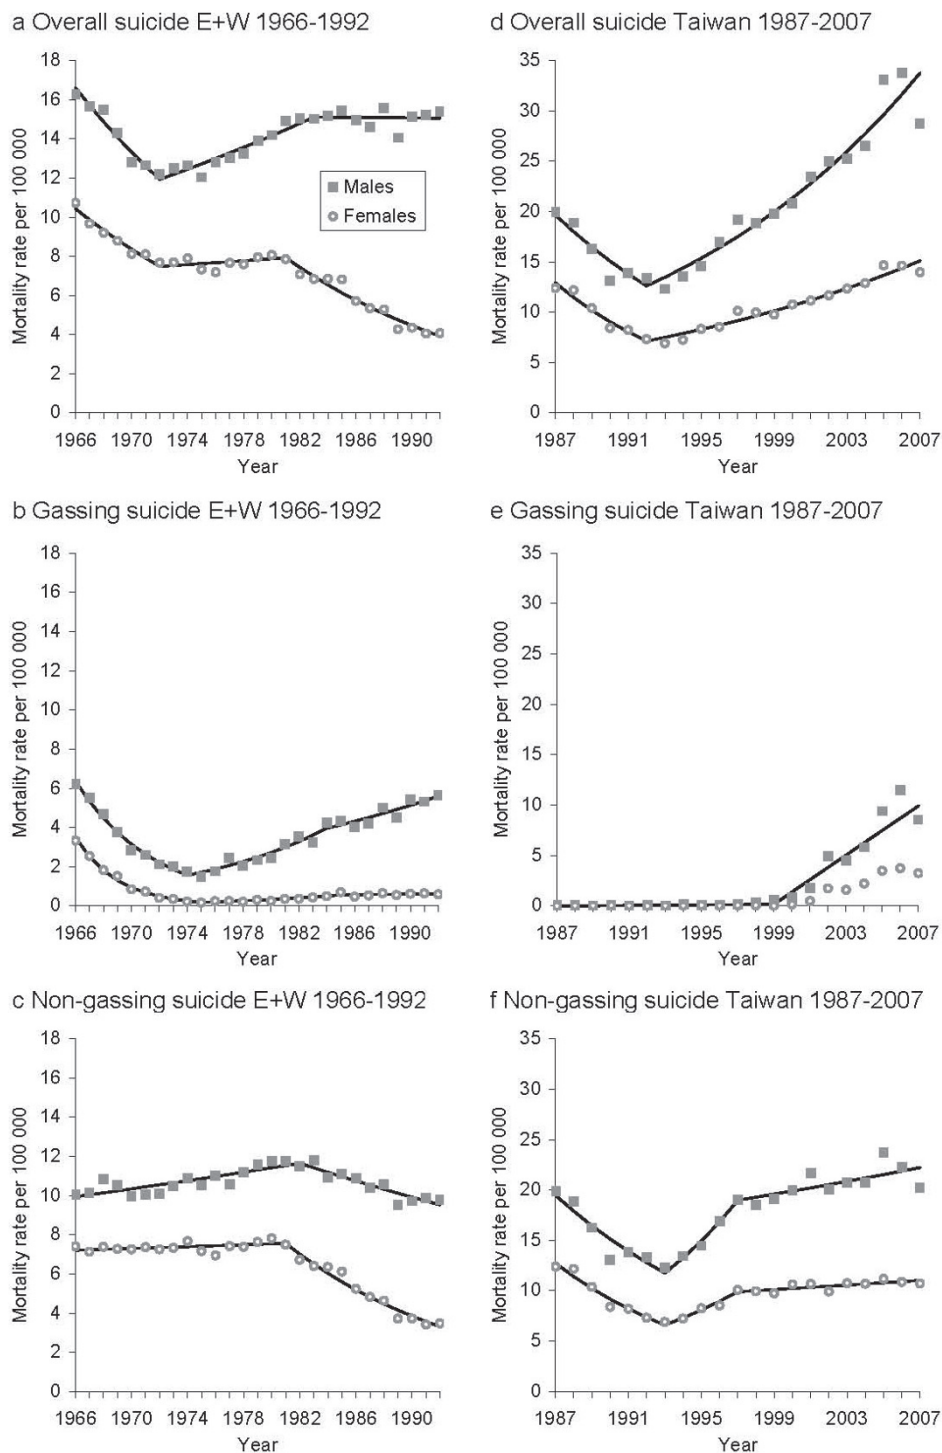 a Overall suicide E+W 1966-1992
Mortality rate per 100 000
18
16
14
12
10
8
6
4
2
0
Males
Females
1966 1970 1974 1978 1982 1986 1990
Year
d Overall suicide Taiwan 1987-2007
Mortality rate per 100 000
35
30
25
20
15
10
5
0
1987 1991 1995 1999 2003 2007
Year
b Gassing suicide E+W 1966-1992
Mortality rate per 100 000
18
16
14
12
10
8
6
4
2
0
1966 1970 1974 1978 1982 1986 1990
Year
e Gassing suicide Taiwan 1987-2007
Mortality rate per 100 000
35
30
25
20
15
10
5
0
1987 1991 1995 1999 2003 2007
Year
c Non-gassing suicide E+W 1966-1992
Mortality rate per 100 000
18
16
14
12
10
8
6
4
2
0
1966 1970 1974 1978 1982 1986 1990
Year
f Non-gassing suicide Taiwan 1987-2007
Mortality rate per 100 000
35
30
25
20
15
10
5
0
1987 1991 1995 1999 2003 2007
Year